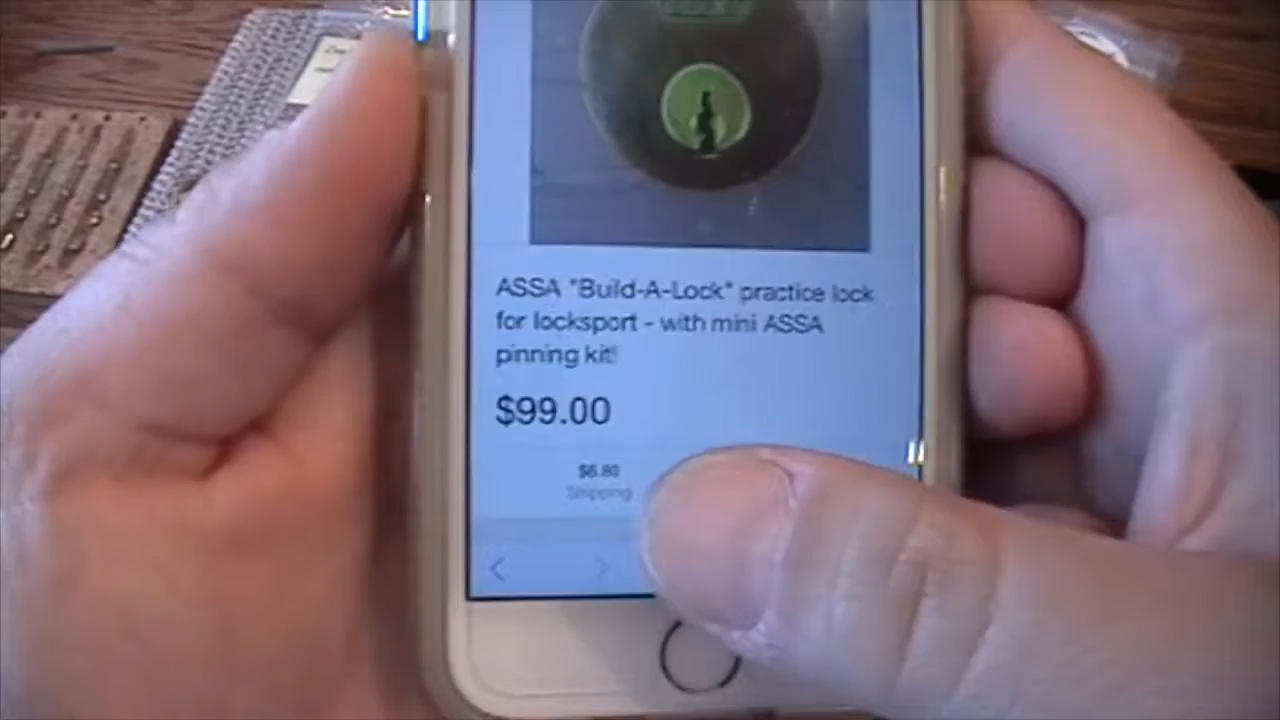 ASSA "Build-A-Lock" practice lock
for locksport - with mini ASSA
pinning kit!
$99.00
$6.80
Shipping